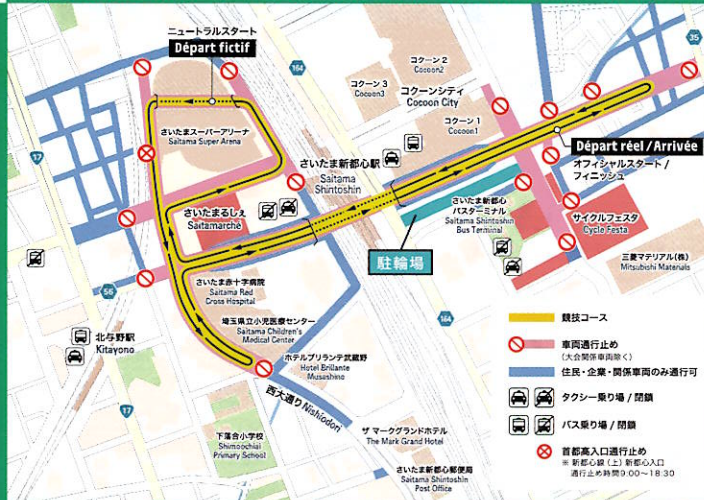 ニュートラルスタート
Départ fictif
164
35
コクーン 2
Cocoon2
コクーン 3
Cocoon3
コクーンシティ
Cocoon City
コクーン 1
Cocoon1
さいたまスーパーアリーナ
Saitama Super Arena
17
さいたま新都心駅
Saitama
Shintoshin
Départ réel/Arrivée
オフィシャルスタート /
フィニッシュ
さいたまるしぇ
Saitamarché
さいたま新都心
バスターミナル
Saitama Shintoshin
Bus Terminal
サイクルフェスタ
Cycle Festa
駐輪場
三菱マテリアル(株)
Mitsubishi Materials
56
さいたま赤十字病院
Saitama Red
Cross Hospital
164
埼玉県立小児医療センター
Saitama Children's
Medical Center
北与野駅
Kitayono
ホテルブリランテ武蔵野
Hotel Brillante
Musashino
西大通り Nishiodori
17
下落合小学校
Shimoochiai
Primary School
ザ マークグランドホテル
The Mark Grand Hotel
さいたま新都心郵便局
Saitama Shintoshin
Post Office
競技コース
車両通行止め
(大会関係車両除く)
住民・企業・関係車両のみ通行可
タクシー乗り場 / 閉鎖
バス乗り場 / 閉鎖
首都高入口通行止め
※ 新都心線 (上) 新都心入口
通行止め時間9:00〜18:30